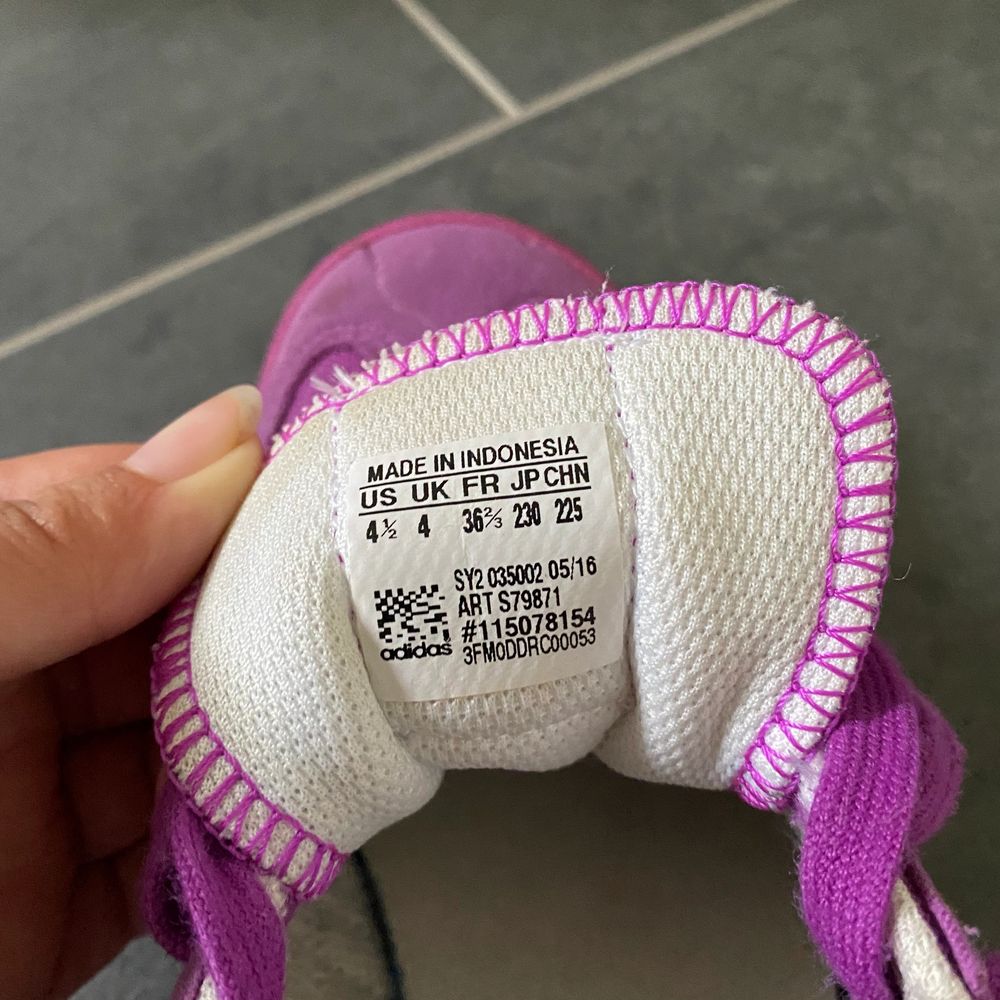 MADE IN INDONESIA
US UK FR JP CHN
4½ 4 36⅔ 230 225
SY2 035002 05/16
ART S79871
#115078154
adidas 3FM0DDRC00053